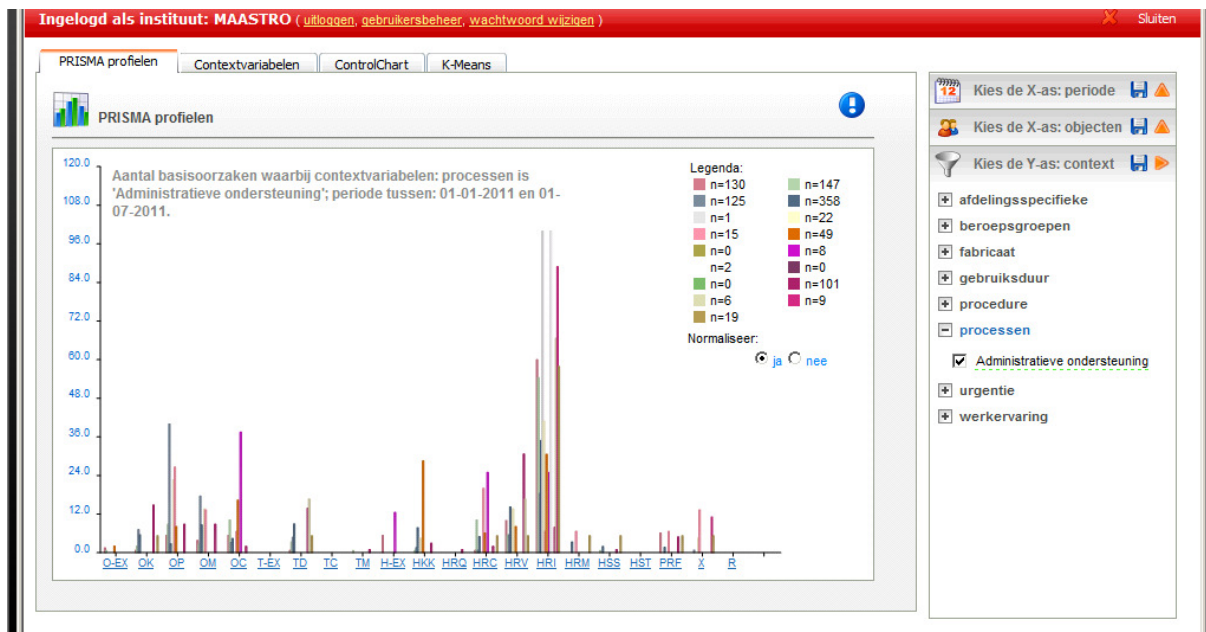 Ingelogd als instituut: MAASTRO ( uitloggen, gebruikersbeheer, wachtwoord wijzigen )
Sluiten
PRISMA profielen
Contextvariabelen
ControlChart
K-Means
PRISMA profielen
120.0
108.0
96.0
84.0
72.0
60.0
48.0
36.0
24.0
12.0
0.0
Aantal basisoorzaken waarbij contextvariabelen: processen is
'Administratieve ondersteuning'; periode tussen: 01-01-2011 en 01-
07-2011.
Legenda:
n=130 n=147
n=125 n=358
n=1 n=22
n=15 n=49
n=0 n=8
n=2 n=0
n=0 n=101
n=6 n=9
n=19
Normaliseer:
ja nee
O-EX OK OP OM OC T-EX TD TC TM H-EX HKK HRQ HRC HRV HRI HRM HSS HST PRF X R
12 Kies de X-as: periode
Kies de X-as: objecten
Kies de Y-as: context
afdelingsspecifieke
beroepsgroepen
fabricaat
gebruiksduur
procedure
processen
Administratieve ondersteuning
urgentie
werkervaring